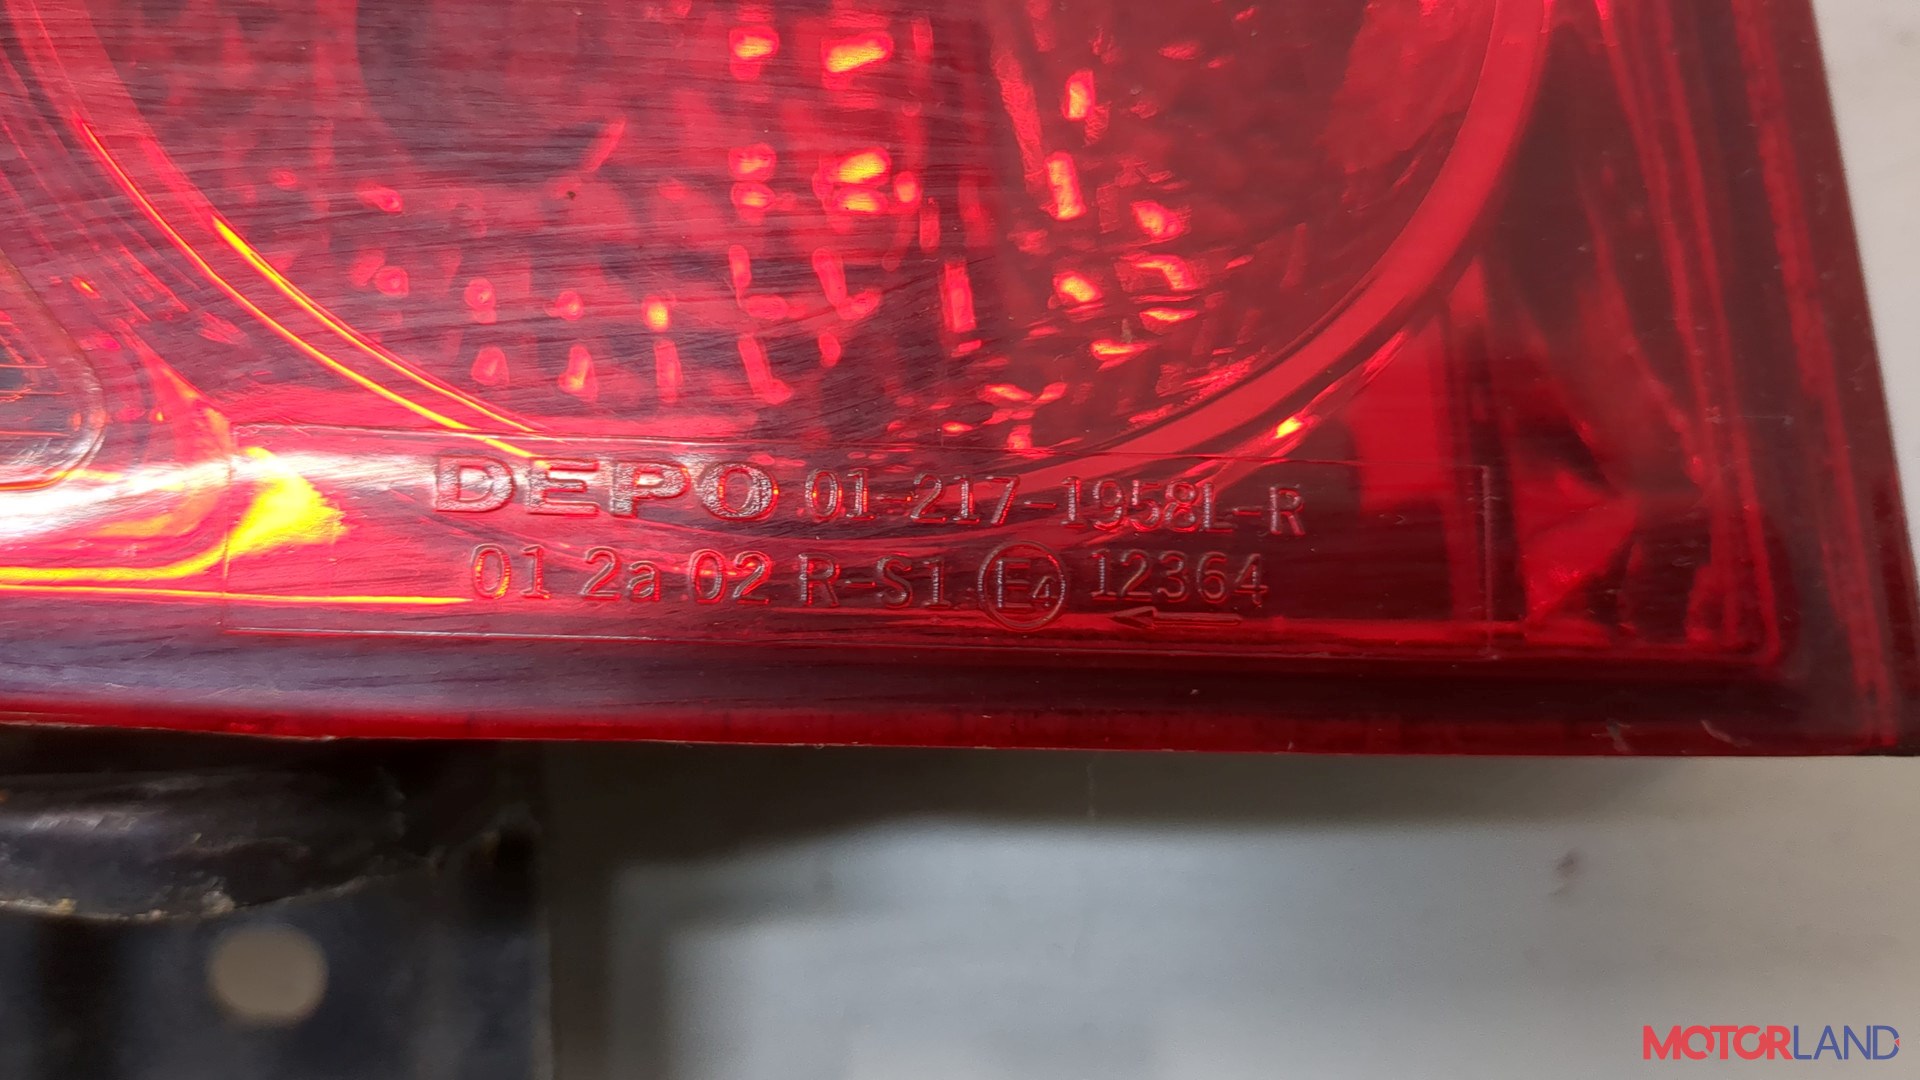 DEPO 01-217-1958L-R
01 2a 02 R-S1 E4 12364
MOTORLAND